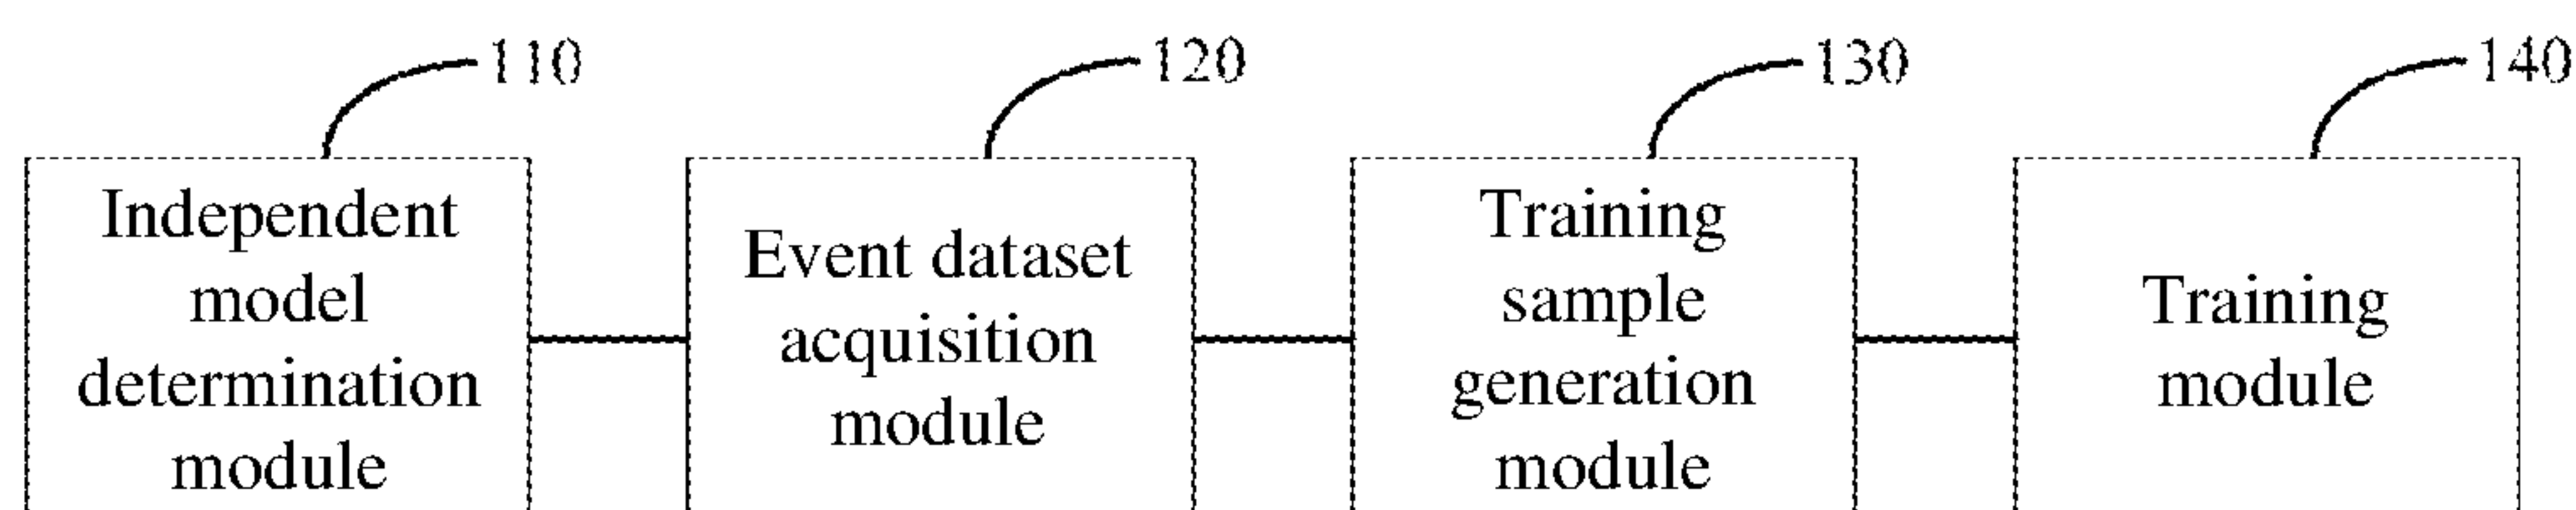 110
120
130
140
Independent
model
determination
module
Event dataset
acquisition
module
Training
sample
generation
module
Training
module